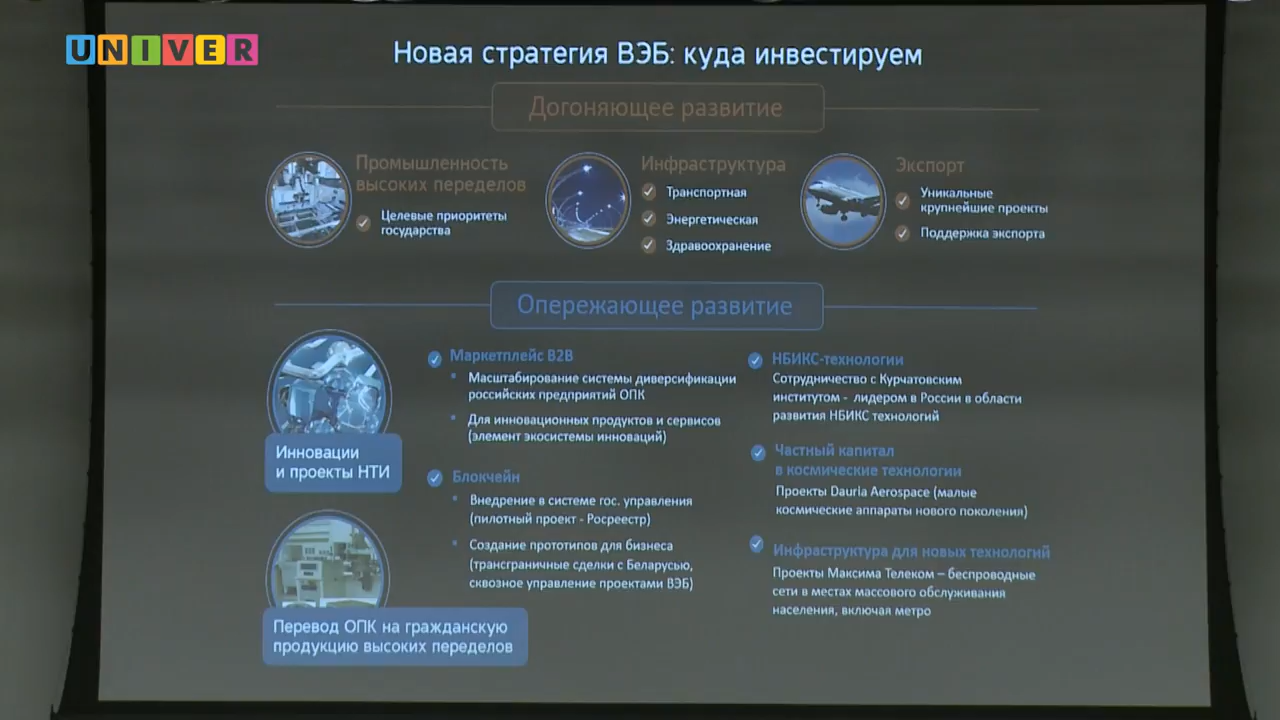 UNIVER
Новая стратегия ВЭБ: куда инвестируем
Догоняющее развитие
Промышленность
высоких переделов
Целевые приоритеты
государства
Инфраструктура
Транспортная
Энергетическая
Здравоохранение
Экспорт
Уникальные
крупнейшие проекты
Поддержка экспорта
Опережающее развитие
Инновации
и проекты НТИ
Перевод ОПК на гражданскую
продукцию высоких переделов
Маркетплейс B2B
Масштабирование системы диверсификации
российских предприятий ОПК
Для инновационных продуктов и сервисов
(элемент экосистемы инноваций)
Блокчейн
Внедрение в системе гос. управления
(пилотный проект - Росреестр)
Создание прототипов для бизнеса
(трансграничные сделки с Беларусью,
сквозное управление проектами ВЭБ)
НБИКС-технологии
Сотрудничество с Курчатовским
институтом - лидером в России в области
развития НБИКС технологий
Частный капитал
в космические технологии
Проекты Dauria Aerospace (малые
космические аппараты нового поколения)
Инфраструктура для новых технологий
Проекты Максима Телеком – беспроводные
сети в местах массового обслуживания
населения, включая метро